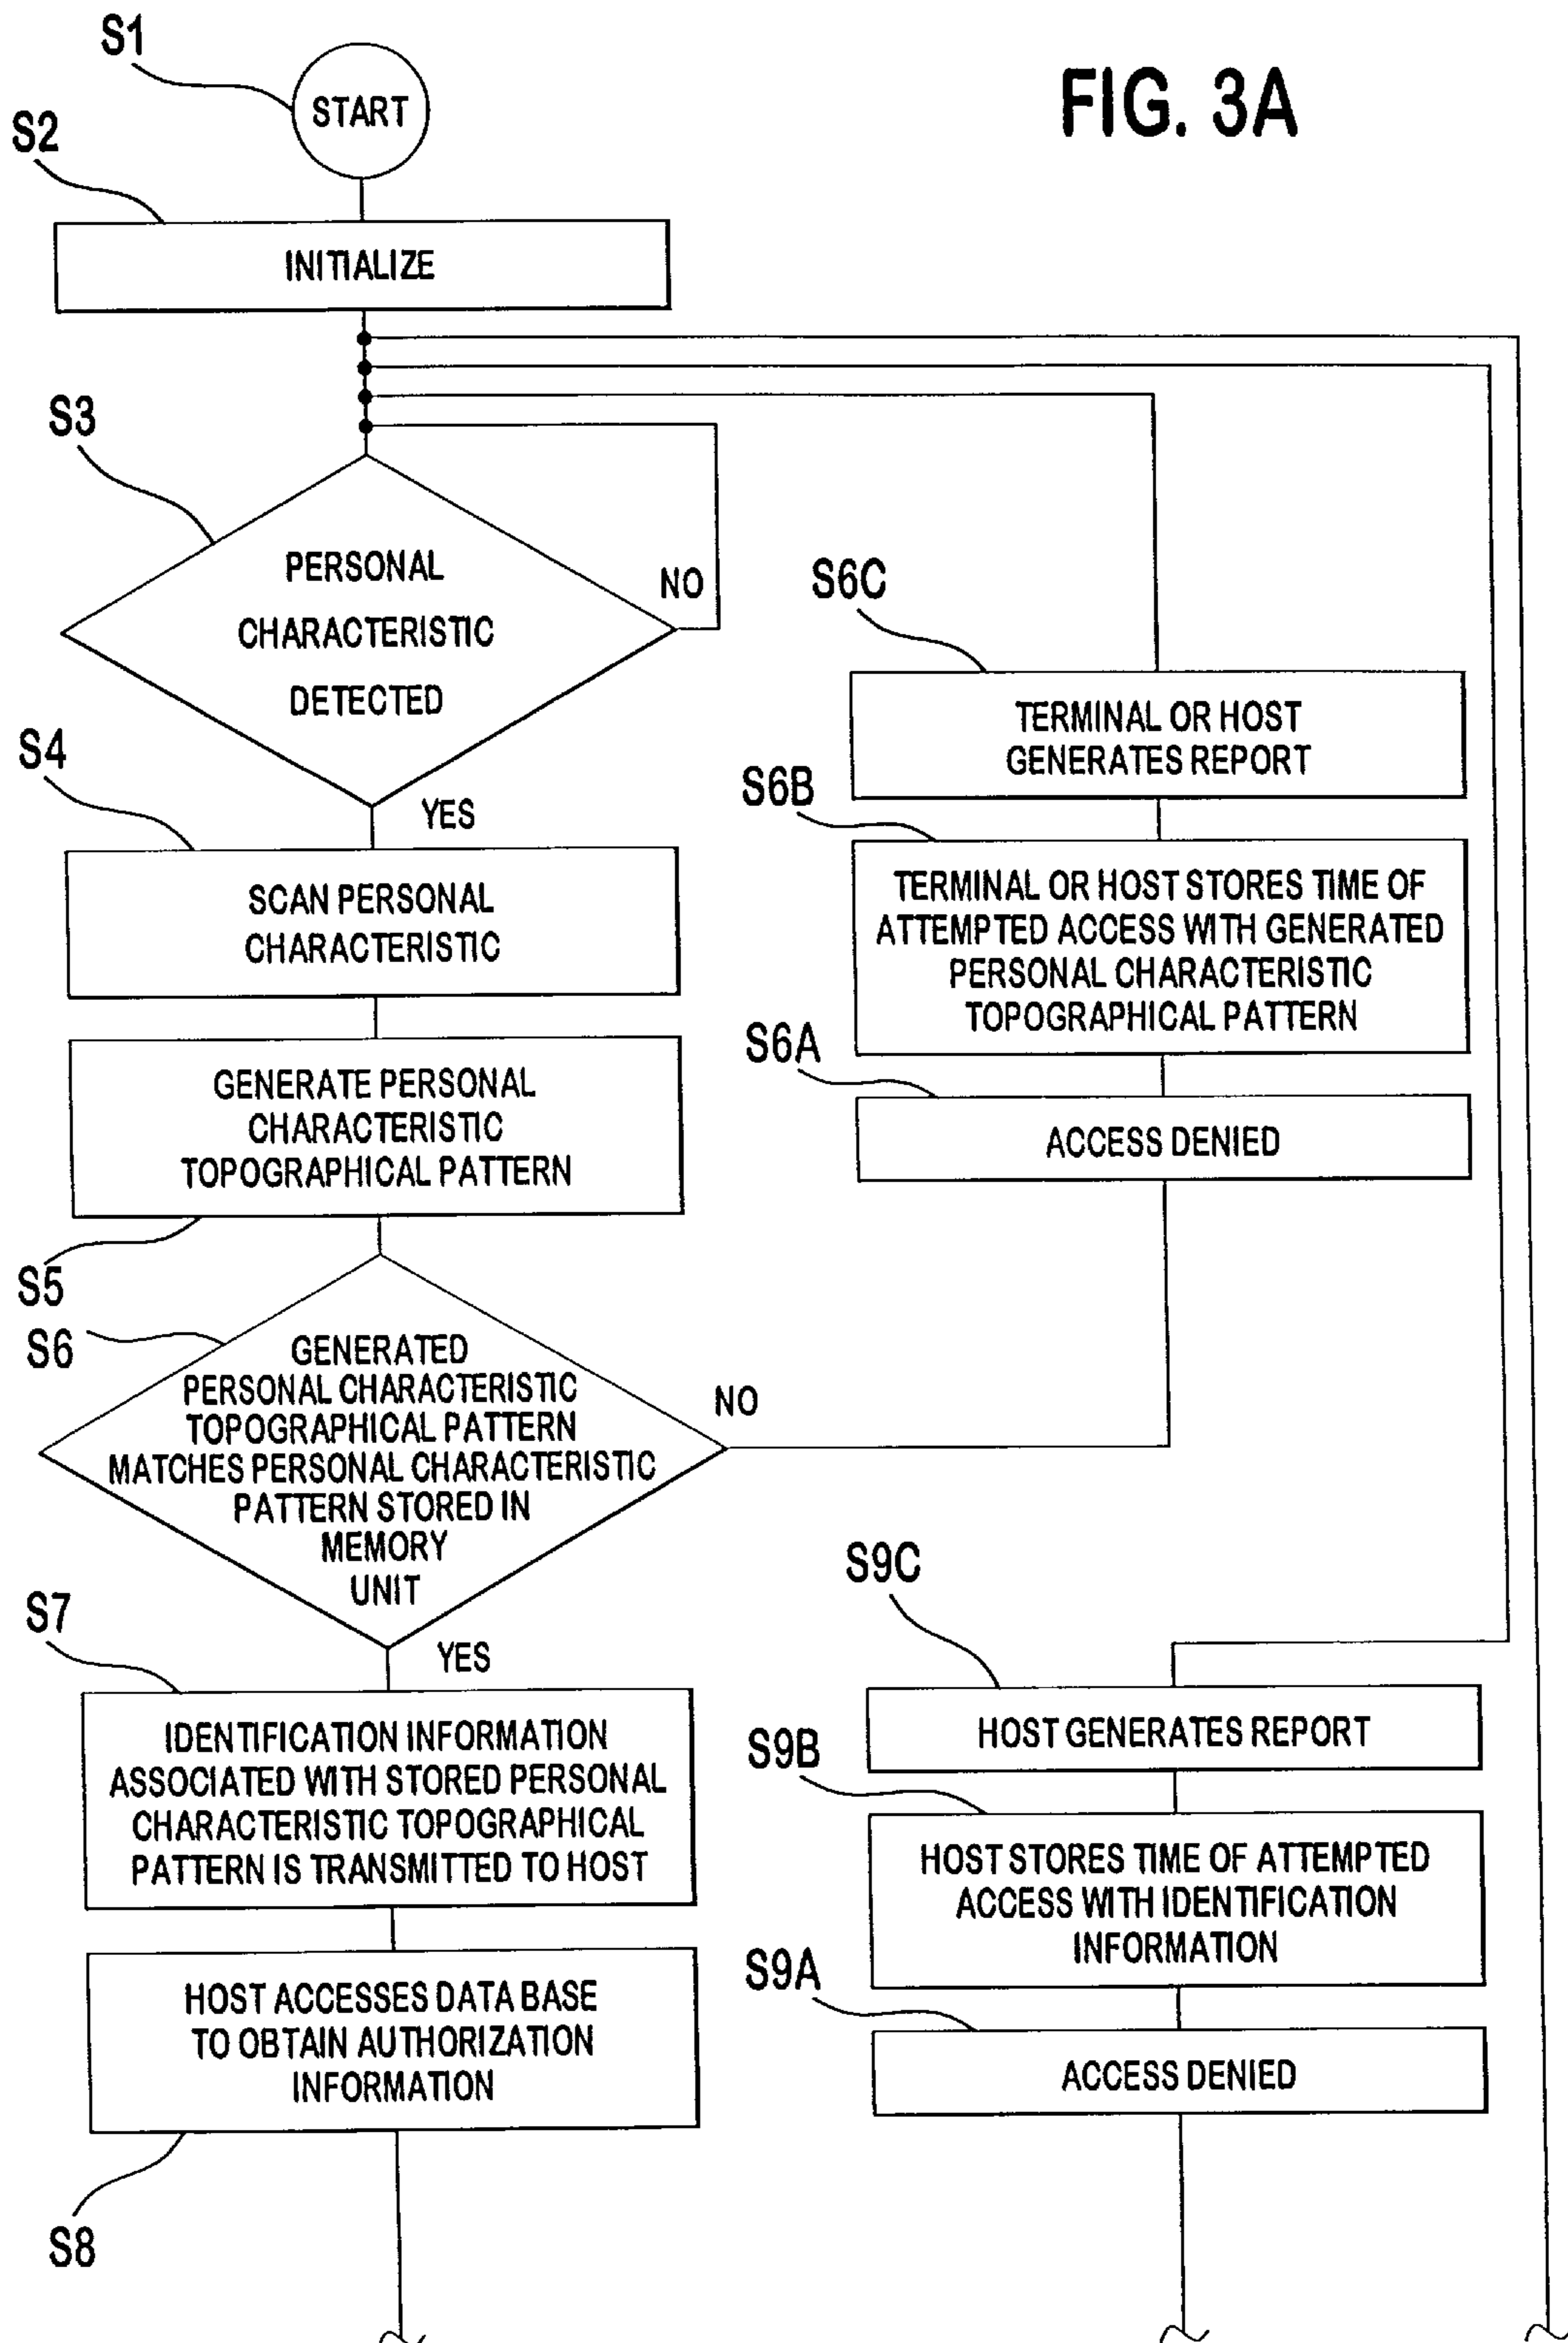 FIG. 3A
S1
START
S2
INITIALIZE
S3
PERSONAL
CHARACTERISTIC
DETECTED
NO
YES
S4
SCAN PERSONAL
CHARACTERISTIC
GENERATE PERSONAL
CHARACTERISTIC
TOPOGRAPHICAL PATTERN
S5
S6
GENERATED
PERSONAL CHARACTERISTIC
TOPOGRAPHICAL PATTERN
MATCHES PERSONAL CHARACTERISTIC
PATTERN STORED IN
MEMORY
UNIT
NO
YES
S6C
TERMINAL OR HOST
GENERATES REPORT
S6B
TERMINAL OR HOST STORES TIME OF
ATTEMPTED ACCESS WITH GENERATED
PERSONAL CHARACTERISTIC
TOPOGRAPHICAL PATTERN
S6A
ACCESS DENIED
S7
IDENTIFICATION INFORMATION
ASSOCIATED WITH STORED PERSONAL
CHARACTERISTIC TOPOGRAPHICAL
PATTERN IS TRANSMITTED TO HOST
HOST ACCESSES DATA BASE
TO OBTAIN AUTHORIZATION
INFORMATION
S8
S9C
HOST GENERATES REPORT
S9B
HOST STORES TIME OF ATTEMPTED
ACCESS WITH IDENTIFICATION
INFORMATION
S9A
ACCESS DENIED